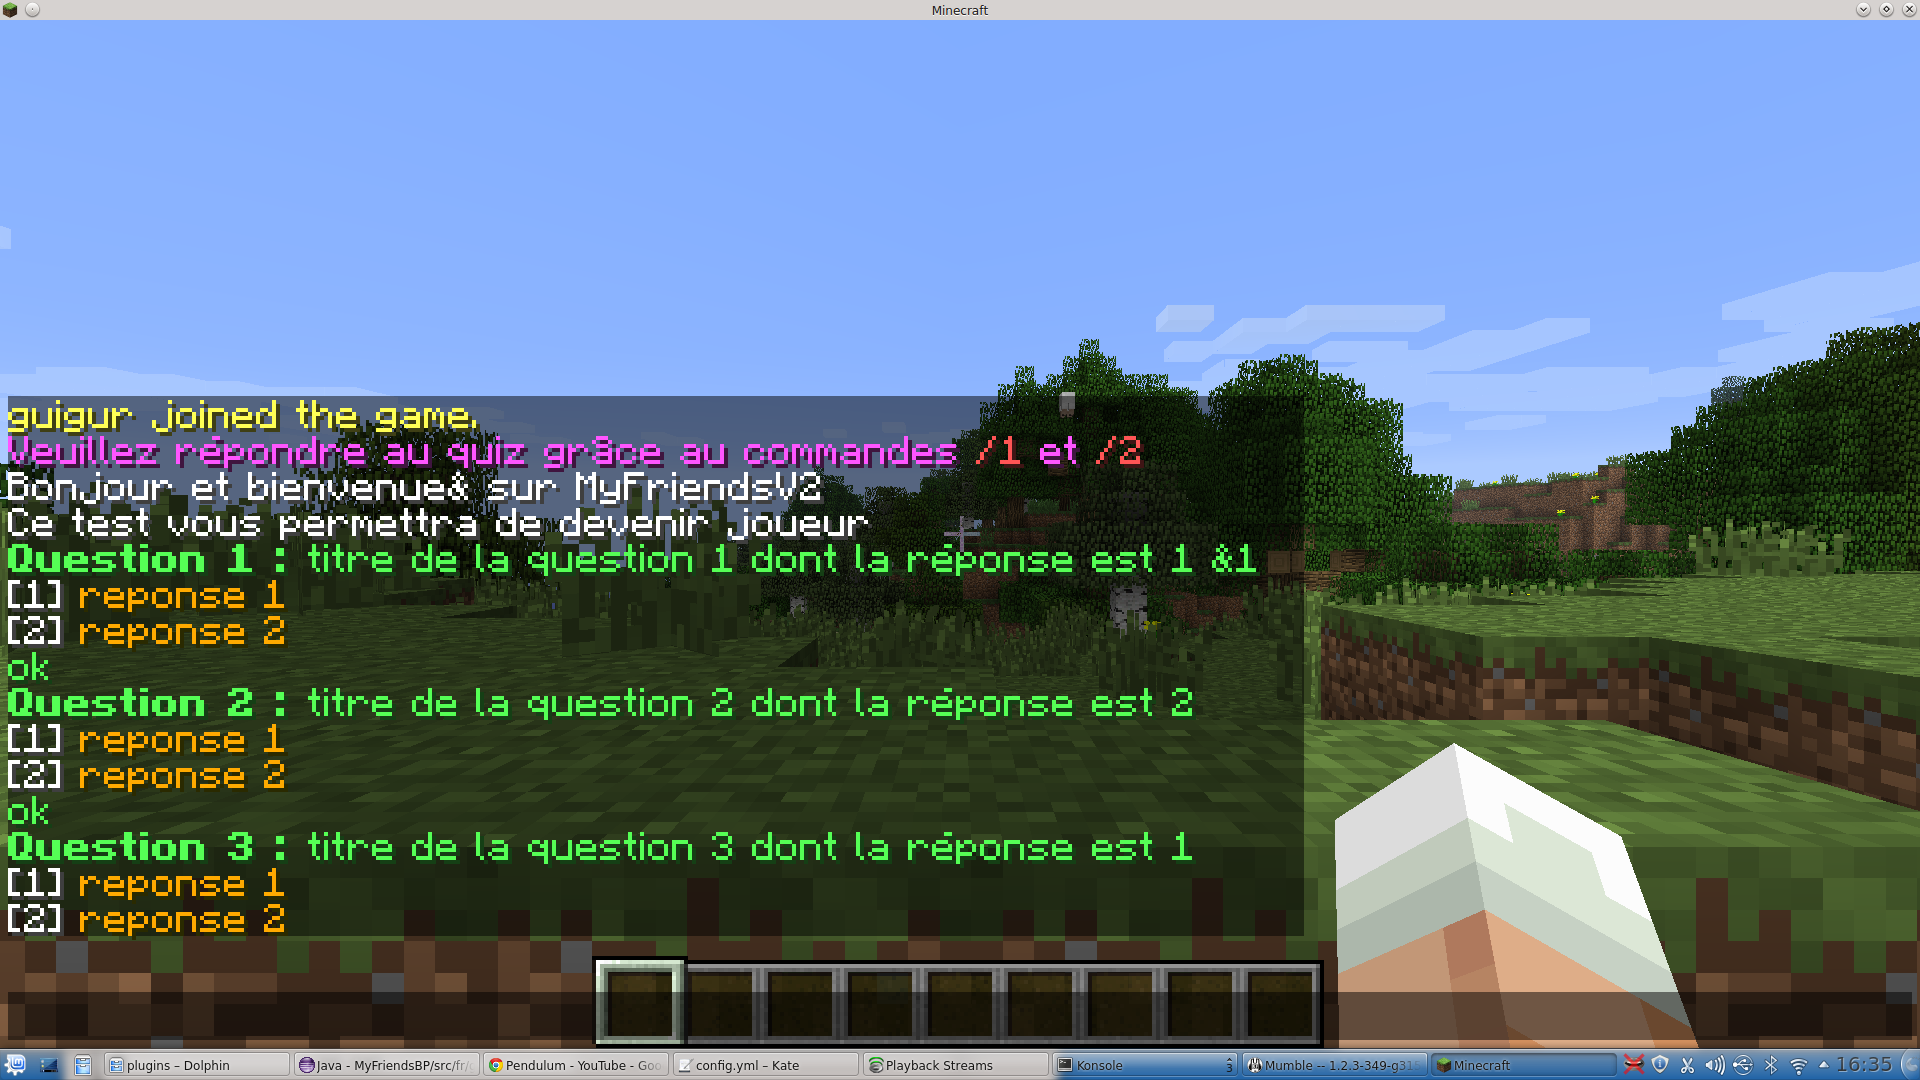 Minecraft
guigur joined the game.
Veuillez répondre au quiz grâce au commandes /1 et /2
Bonjour et bienvenue& sur MyFriendsV2
Ce test vous permettra de devenir joueur
Question 1 : titre de la question 1 dont la réponse est 1 &1
[1] reponse 1
[2] reponse 2
ok
Question 2 : titre de la question 2 dont la réponse est 2
[1] reponse 1
[2] reponse 2
ok
Question 3 : titre de la question 3 dont la réponse est 1
[1] reponse 1
[2] reponse 2
plugins – Dolphin
Java - MyFriendsBP/src/fr/
Pendulum - YouTube - Goo
config.yml – Kate
Playback Streams
Konsole
3
Mumble -- 1.2.3-349-g315
Minecraft
16:35